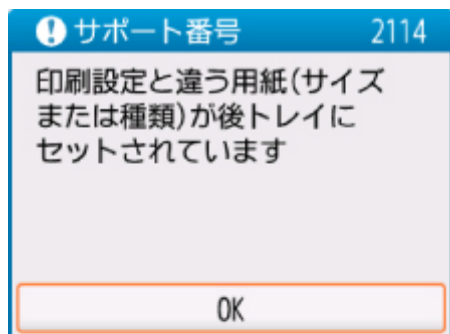 サポート番号 2114
印刷設定と違う用紙(サイズ
または種類)が後トレイに
セットされています
OK